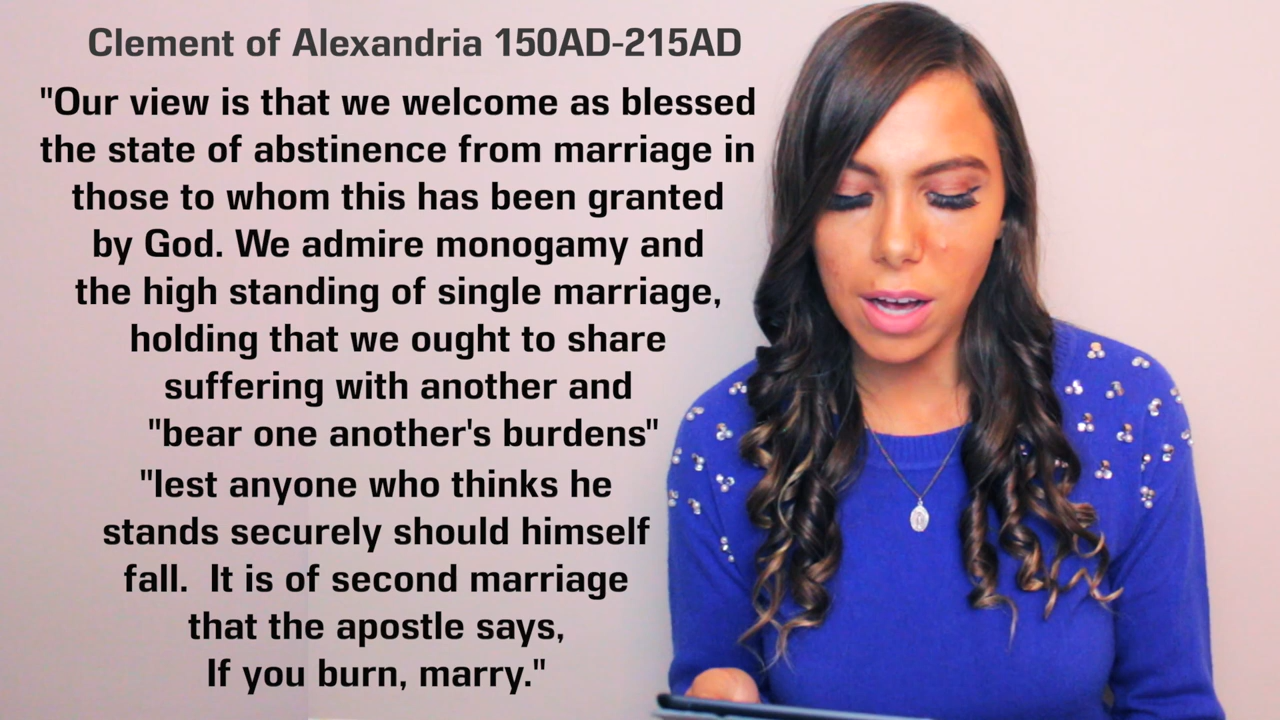 Clement of Alexandria 150AD-215AD
"Our view is that we welcome as blessed
the state of abstinence from marriage in
those to whom this has been granted
by God. We admire monogamy and
the high standing of single marriage,
holding that we ought to share
suffering with another and
"bear one another's burdens"
"lest anyone who thinks he
stands securely should himself
fall.  It is of second marriage
that the apostle says,
If you burn, marry."